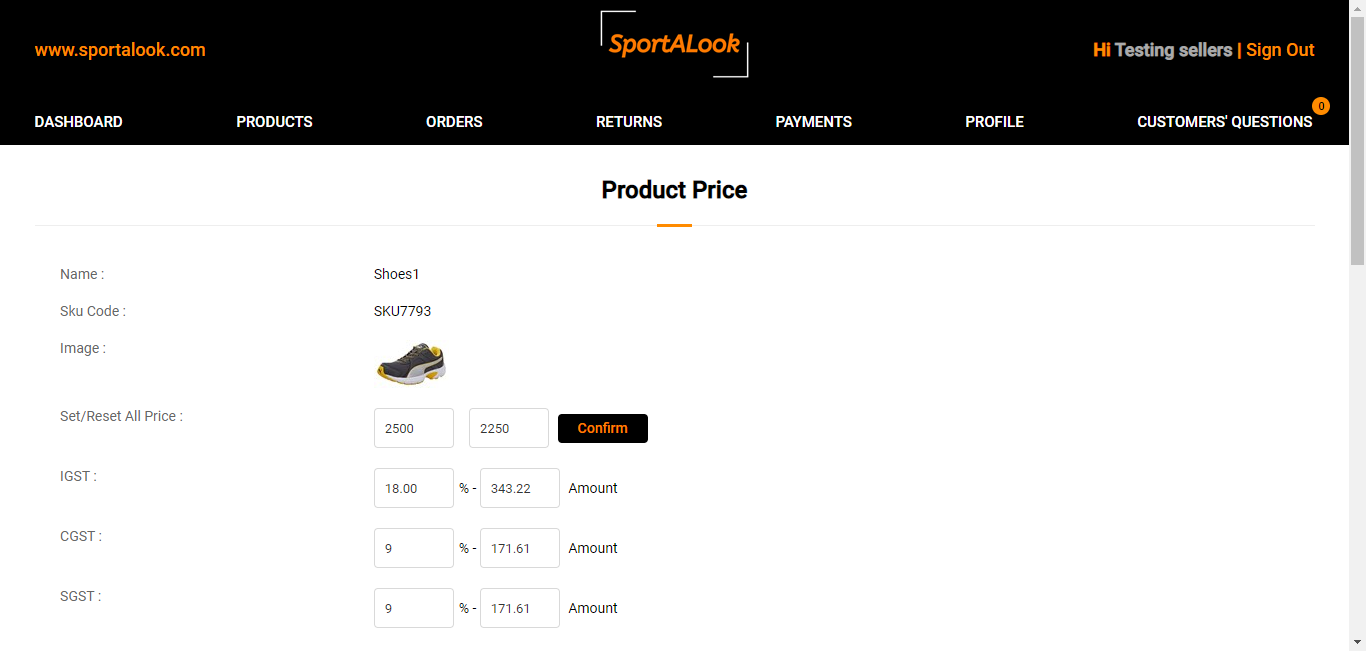 www.sportalook.com
SportALook
Hi Testing sellers | Sign Out
DASHBOARD PRODUCTS ORDERS RETURNS PAYMENTS PROFILE CUSTOMERS' QUESTIONS 0
Product Price
Name : Shoes1
Sku Code : SKU7793
Image :
Set/Reset All Price : 2500 2250 Confirm
IGST : 18.00 % - 343.22 Amount
CGST : 9 % - 171.61 Amount
SGST : 9 % - 171.61 Amount